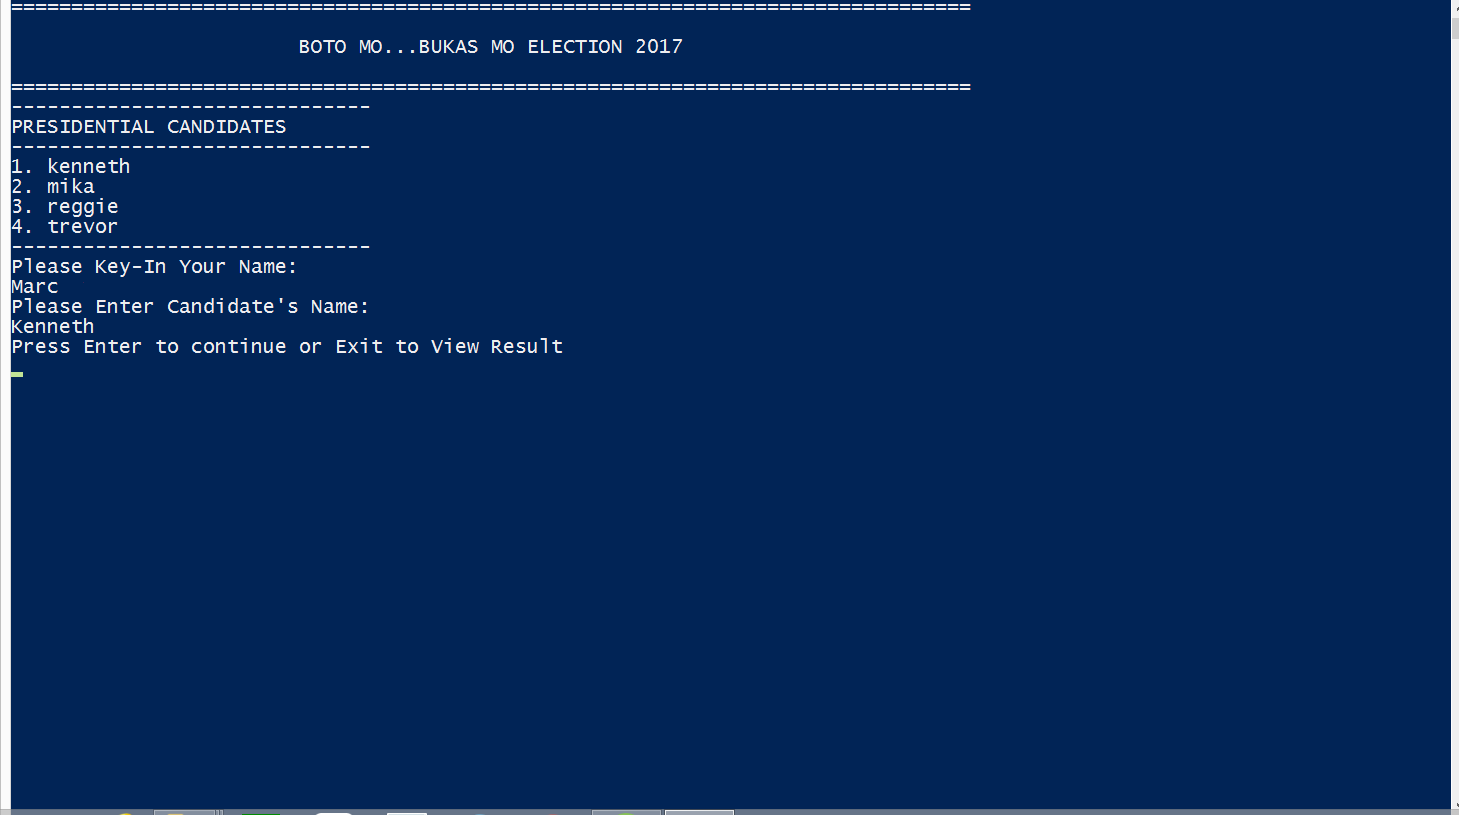 ================================================================================
BOTO MO...BUKAS MO ELECTION 2017
================================================================================
------------------------------
PRESIDENTIAL CANDIDATES
------------------------------
1. kenneth
2. mika
3. reggie
4. trevor
------------------------------
Please Key-In Your Name:
Marc
Please Enter Candidate's Name:
Kenneth
Press Enter to continue or Exit to View Result